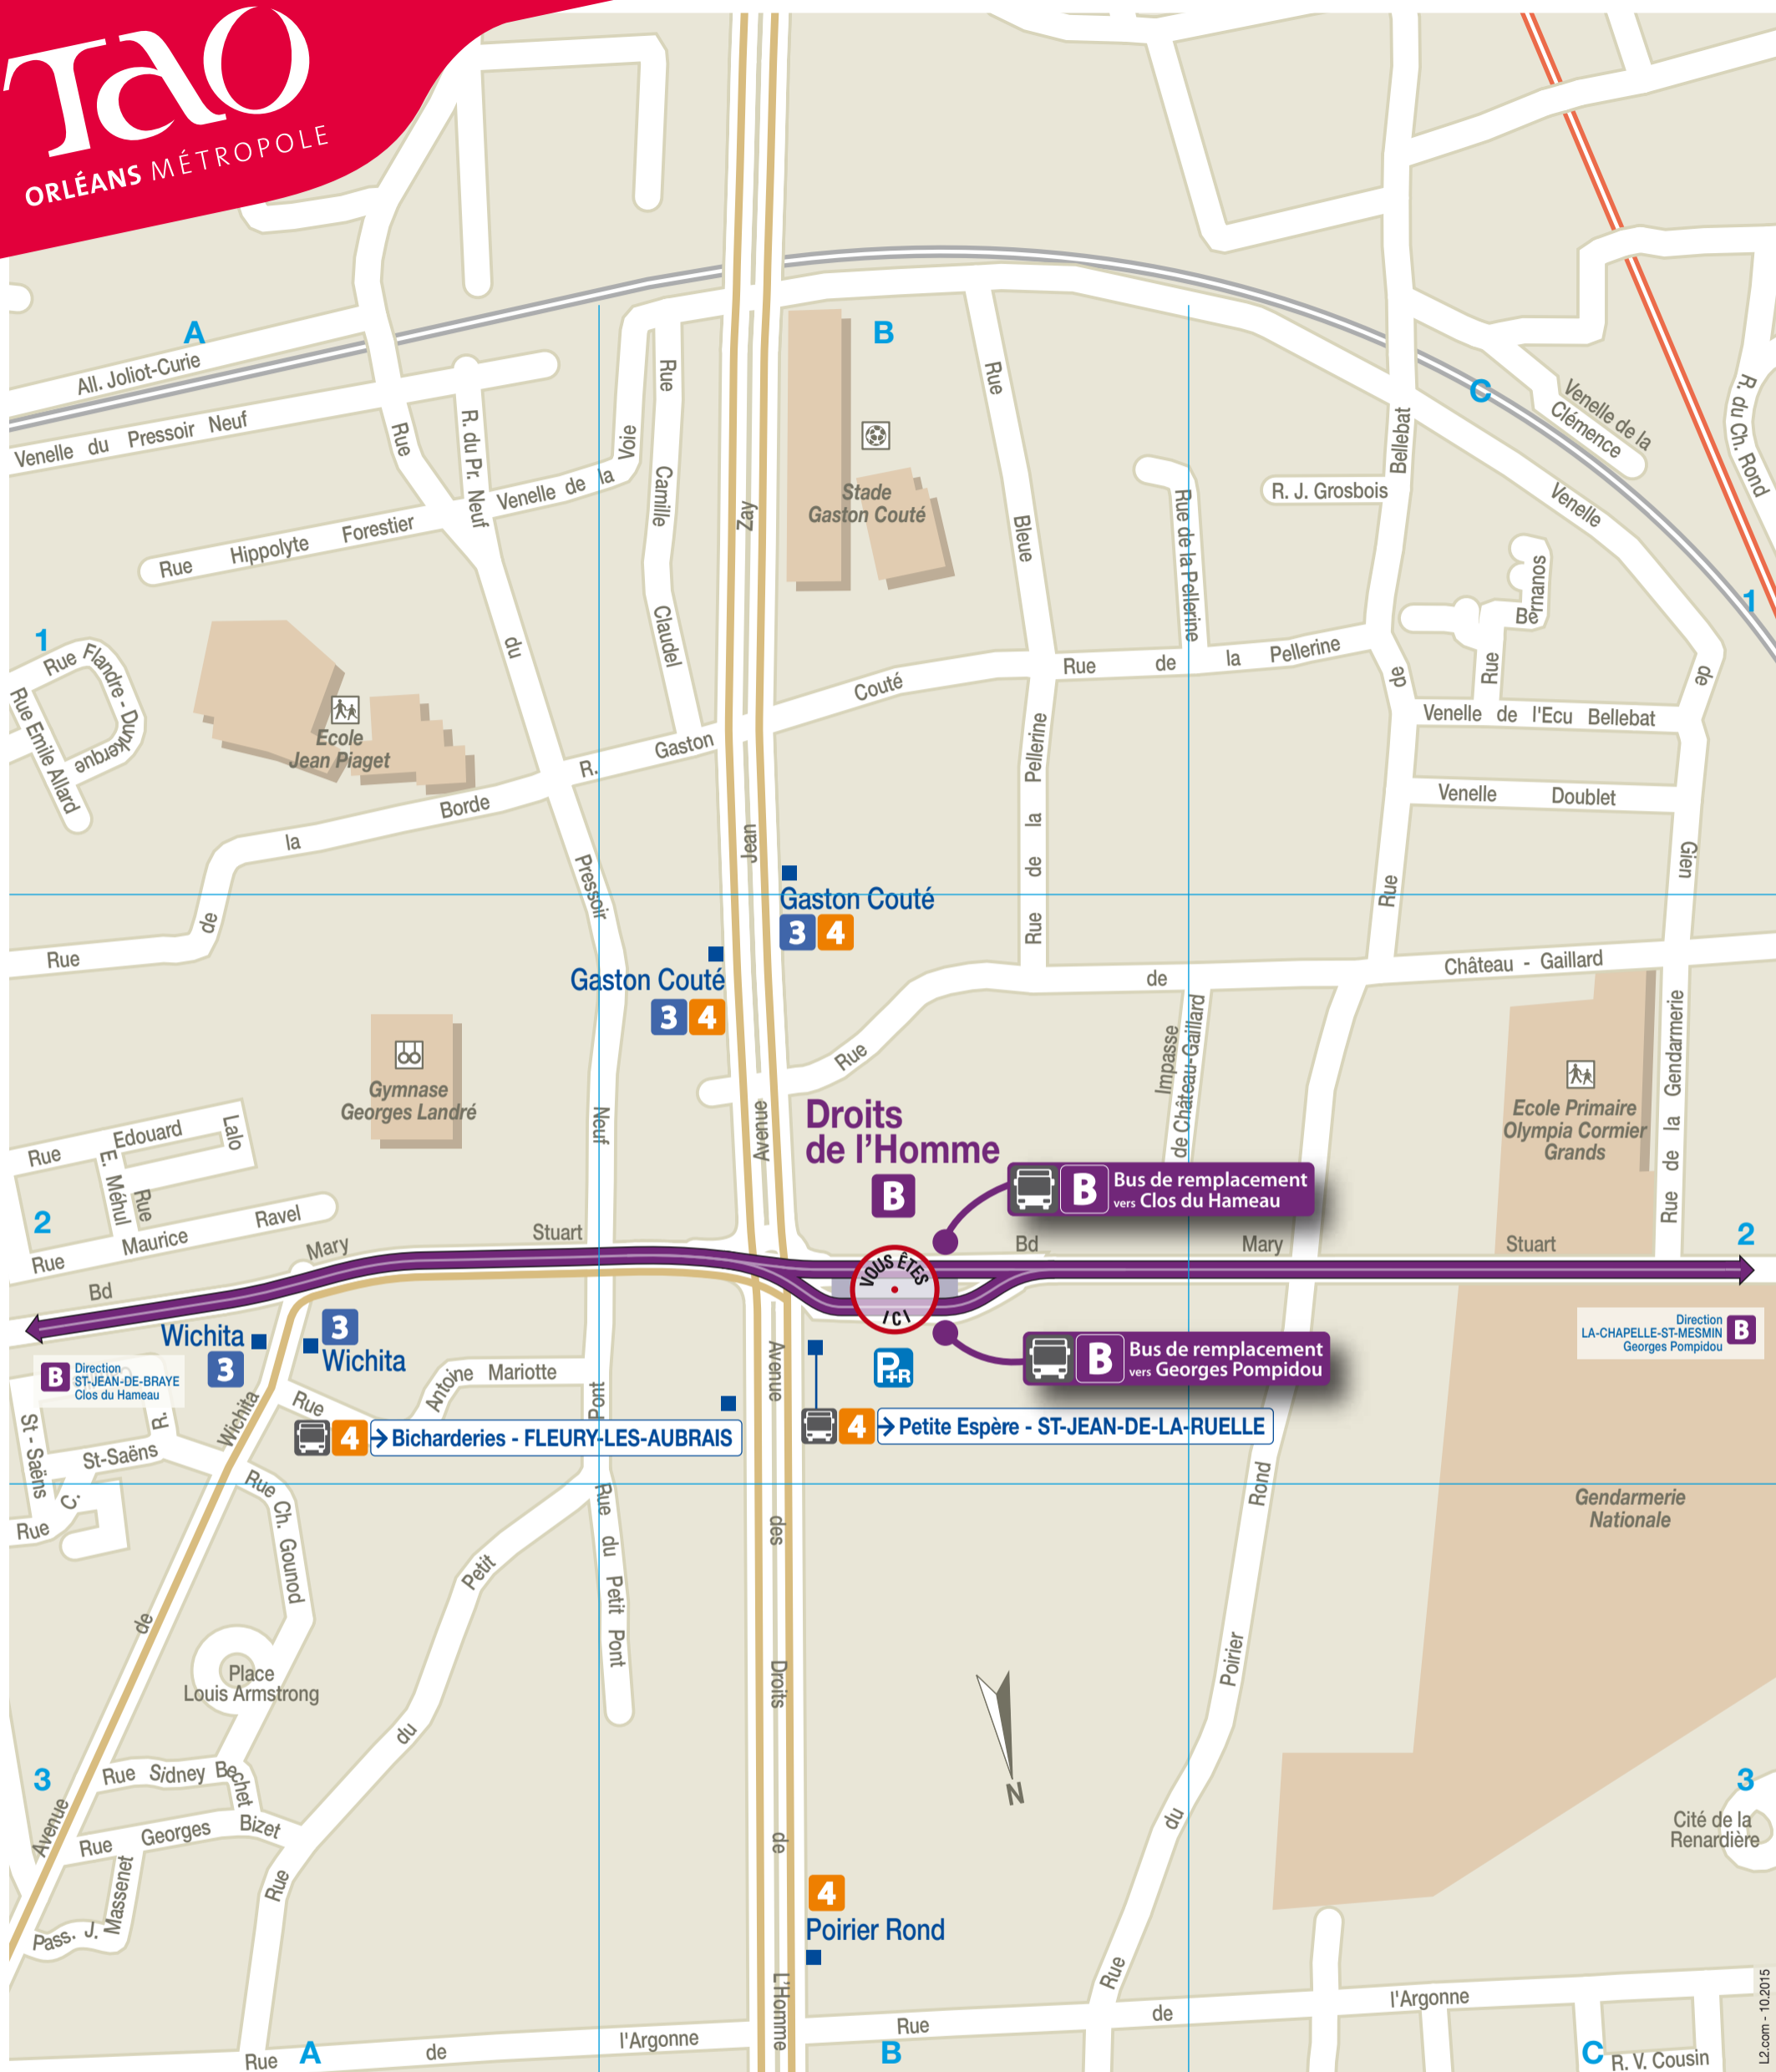 TAO
ORLÉANS MÉTROPOLE
A
B
C
All. Joliot-Curie
Venelle du Pressoir Neuf
Rue
R. du Pr. Neuf
Venelle de la
Voie
Rue Hippolyte Forestier
Rue
Camille
Claudel
Zay
Stade
Gaston Couté
Rue
Bleue
Rue de la Pellerine
R. J. Grosbois
Bellebat
Venelle de la
Clémence
R. du Ch. Rond
Venelle
Bernanos
Rue
1
1
Rue Flandre - Dunkerque
Rue Emile Allard
Ecole
Jean Piaget
du
R. Gaston Couté
Rue de la Pellerine
de
de
Venelle de l'Ecu Bellebat
Venelle Doublet
Gien
Rue
Rue de la Pellerine
Jean
Pressoir
Rue de la Borde
Gaston Couté
3 4
Gaston Couté
3 4
Rue de Château - Gaillard
Impasse
de Château-Gaillard
Gymnase
Georges Landré
Neuf
Avenue
Ecole Primaire
Olympia Cormier
Grands
Rue de la Gendarmerie
Rue Edouard Lalo
Rue
E. Méhul
Rue Maurice Ravel
2
2
Droits
de l'Homme
B
B Bus de remplacement
vers Clos du Hameau
Bd Mary Stuart
Bd Mary Stuart
VOUS ÊTES
ICI
P+R
B Bus de remplacement
vers Georges Pompidou
Direction
LA-CHAPELLE-ST-MESMIN
Georges Pompidou
B
Wichita
3
3
Wichita
B
Direction
ST-JEAN-DE-BRAYE
Clos du Hameau
Rue Antoine Mariotte
Pont
4 → Bicharderies - FLEURY-LES-AUBRAIS
4 → Petite Espère - ST-JEAN-DE-LA-RUELLE
R.
St-Saëns
St - Saëns
C.
Rue
Avenue de Wichita
Rue Ch. Gounod
Rue du Petit Pont
Rue du Petit
Avenue des Droits de L'Homme
Rue du Poirier Rond
Gendarmerie
Nationale
Place
Louis Armstrong
N
3
3
Rue Sidney Bechet
Rue Georges Bizet
Pass. J. Massenet
Cité de la
Renardière
4
Poirier Rond
Rue de l'Argonne
Rue de l'Argonne
R. V. Cousin
A
B
C
L2.com - 10.2015